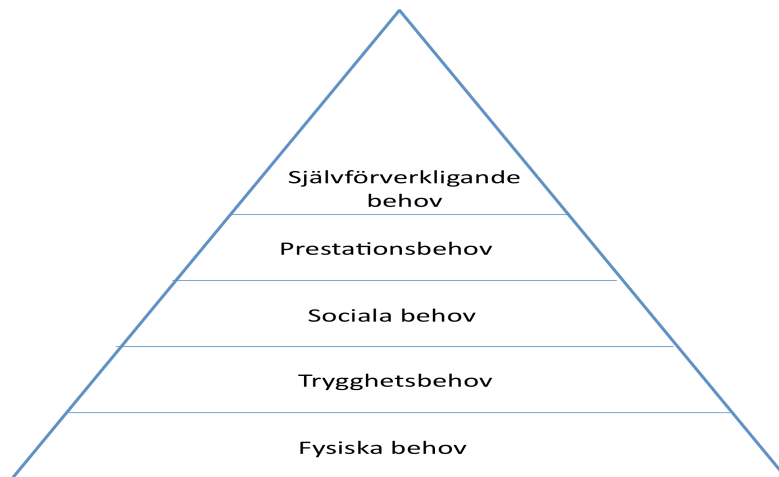 Självförverkligande
behov
Prestationsbehov
Sociala behov
Trygghetsbehov
Fysiska behov